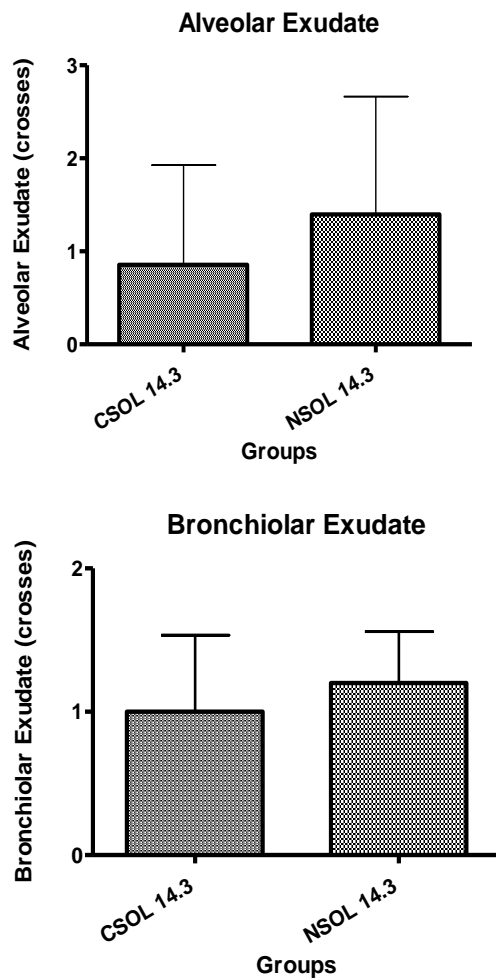 Alveolar Exudate
Alveolar Exudate (crosses)
3
2
1
0
CSOL 14.3
NSOL 14.3
Groups
Bronchiolar Exudate
Bronchiolar Exudate (crosses)
2
1
0
CSOL 14.3
NSOL 14.3
Groups